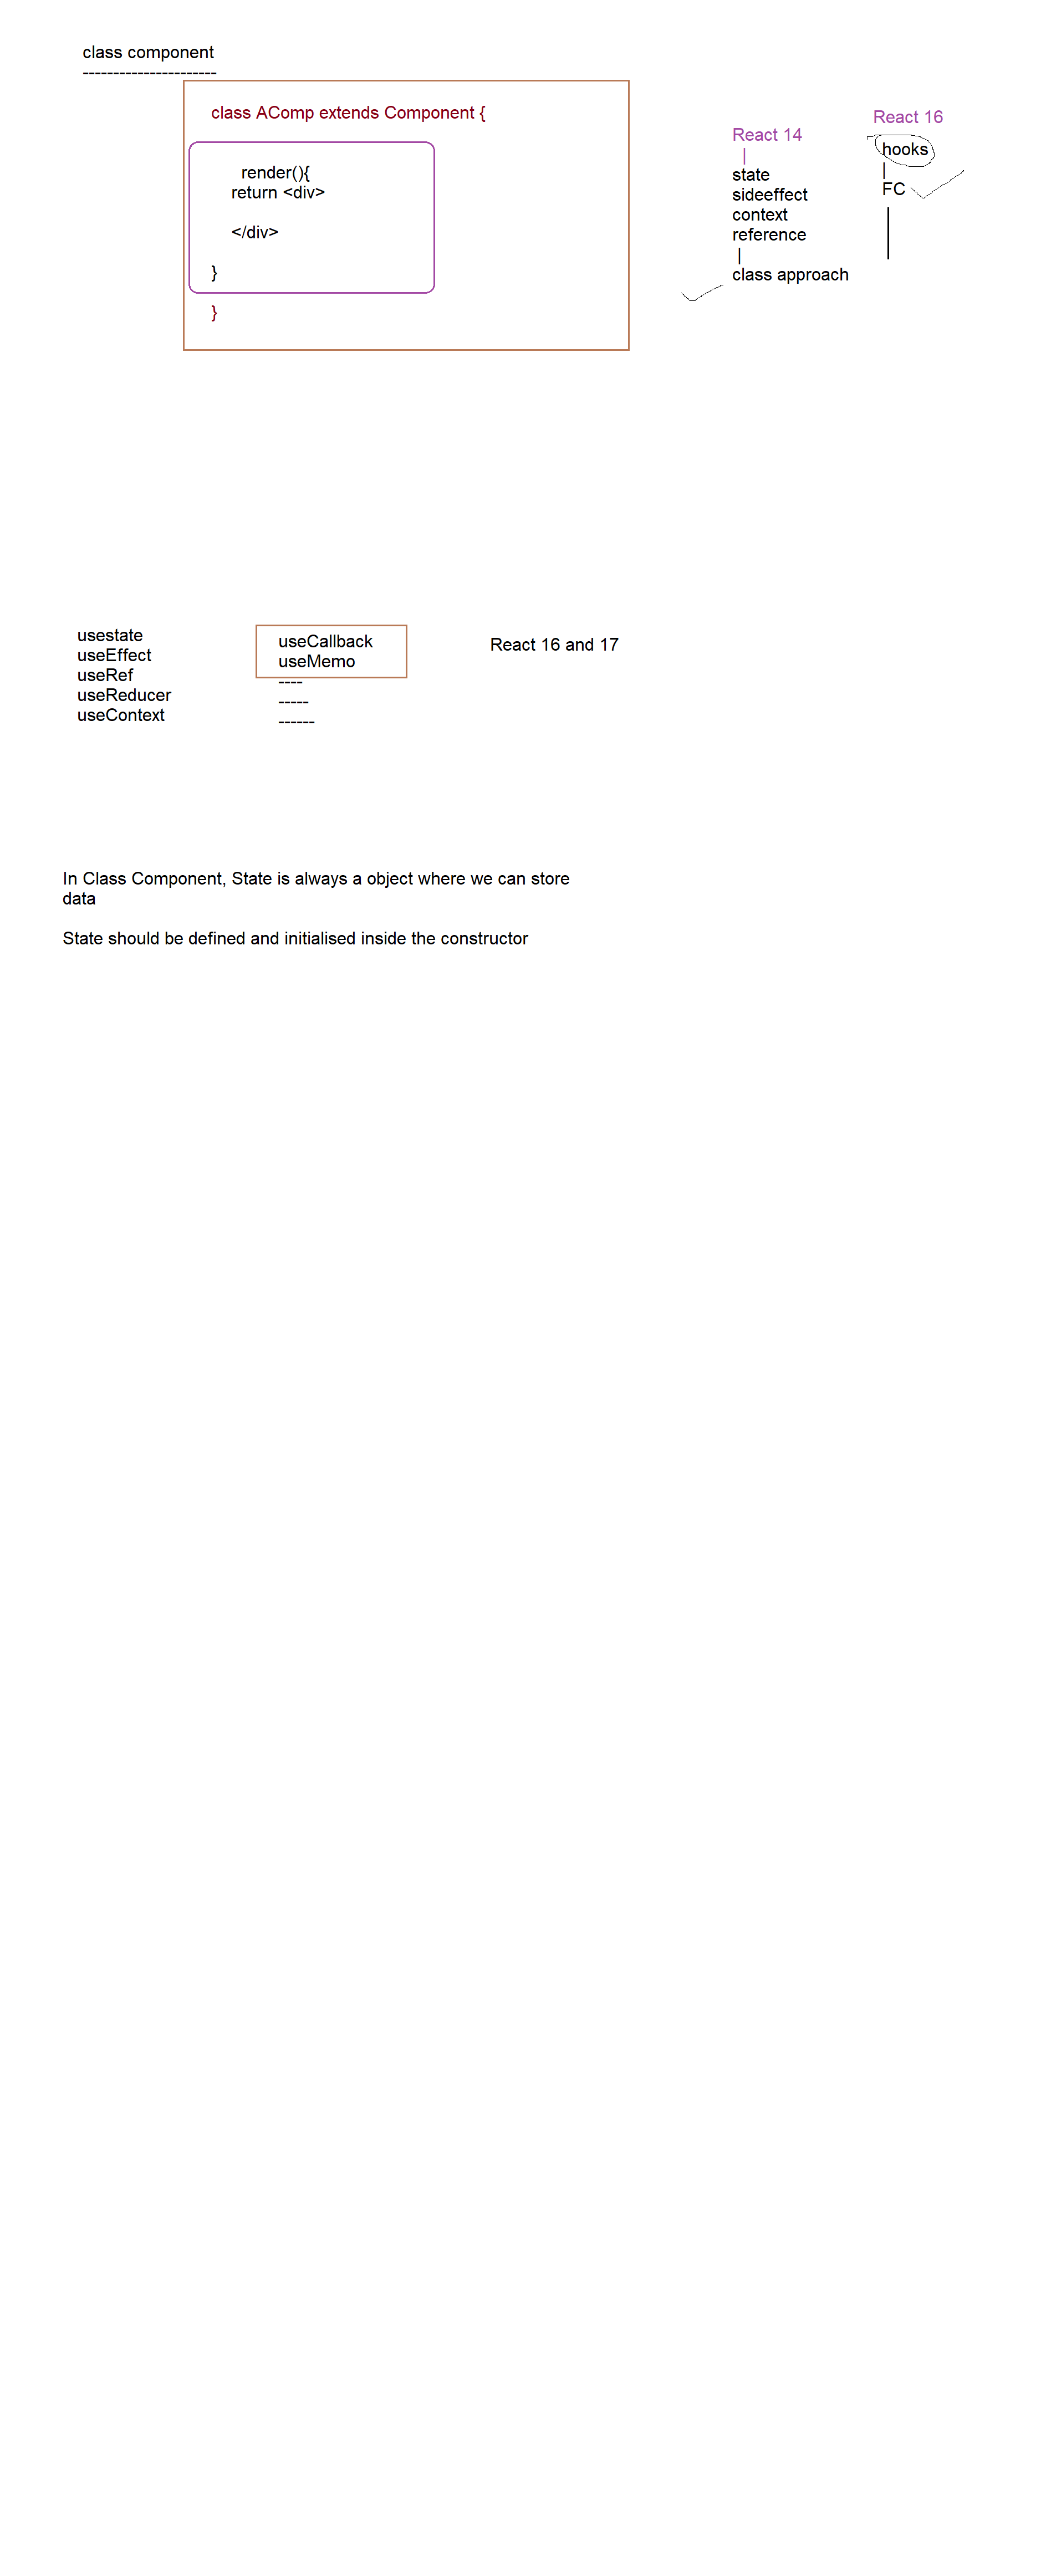 class component
----------------------
class AComp extends Component {
render(){
return <div>
</div>
}
}
React 14
|
state
sideeffect
context
reference
|
class approach
React 16
hooks
|
FC
usestate
useEffect
useRef
useReducer
useContext
useCallback
useMemo
----
-----
------
React 16 and 17
In Class Component, State is always a object where we can store
data
State should be defined and initialised inside the constructor